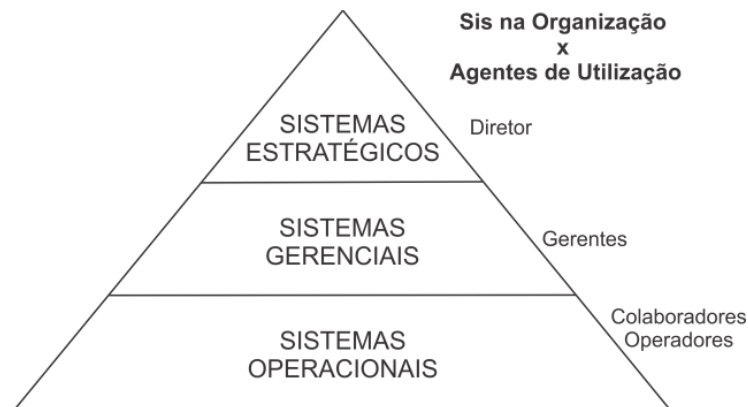 Sis na Organização
x
Agentes de Utilização
SISTEMAS
ESTRATÉGICOS
Diretor
SISTEMAS
GERENCIAIS
Gerentes
SISTEMAS
OPERACIONAIS
Colaboradores
Operadores